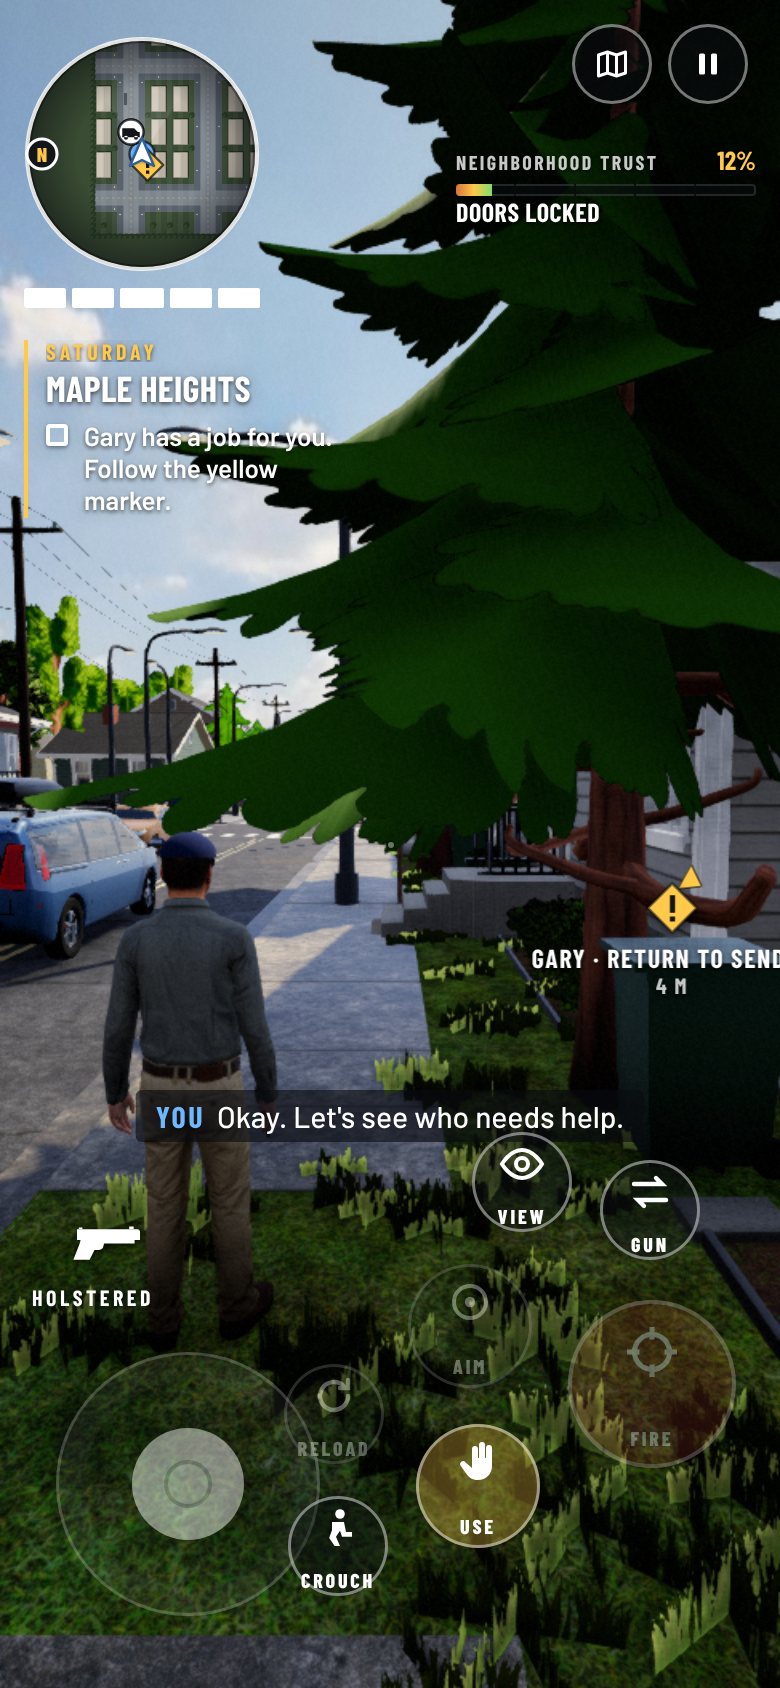 N
NEIGHBORHOOD TRUST 12%
DOORS LOCKED
SATURDAY
MAPLE HEIGHTS
Gary has a job for you.
Follow the yellow
marker.
!
GARY · RETURN TO SEND
4 M
YOU Okay. Let's see who needs help.
VIEW
GUN
HOLSTERED
AIM
FIRE
RELOAD
USE
CROUCH